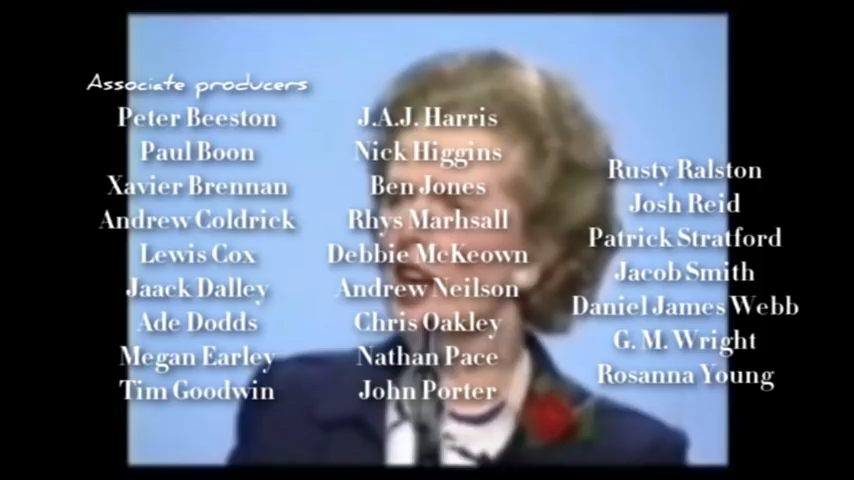 Associate producers
Peter Beeston
Paul Boon
Xavier Brennan
Andrew Coldrick
Lewis Cox
Jaack Dalley
Ade Dodds
Megan Earley
Tim Goodwin
J.A.J. Harris
Nick Higgins
Ben Jones
Rhys Marhsall
Debbie McKeown
Andrew Neilson
Chris Oakley
Nathan Pace
John Porter
Rusty Ralston
Josh Reid
Patrick Stratford
Jacob Smith
Daniel James Webb
G. M. Wright
Rosanna Young